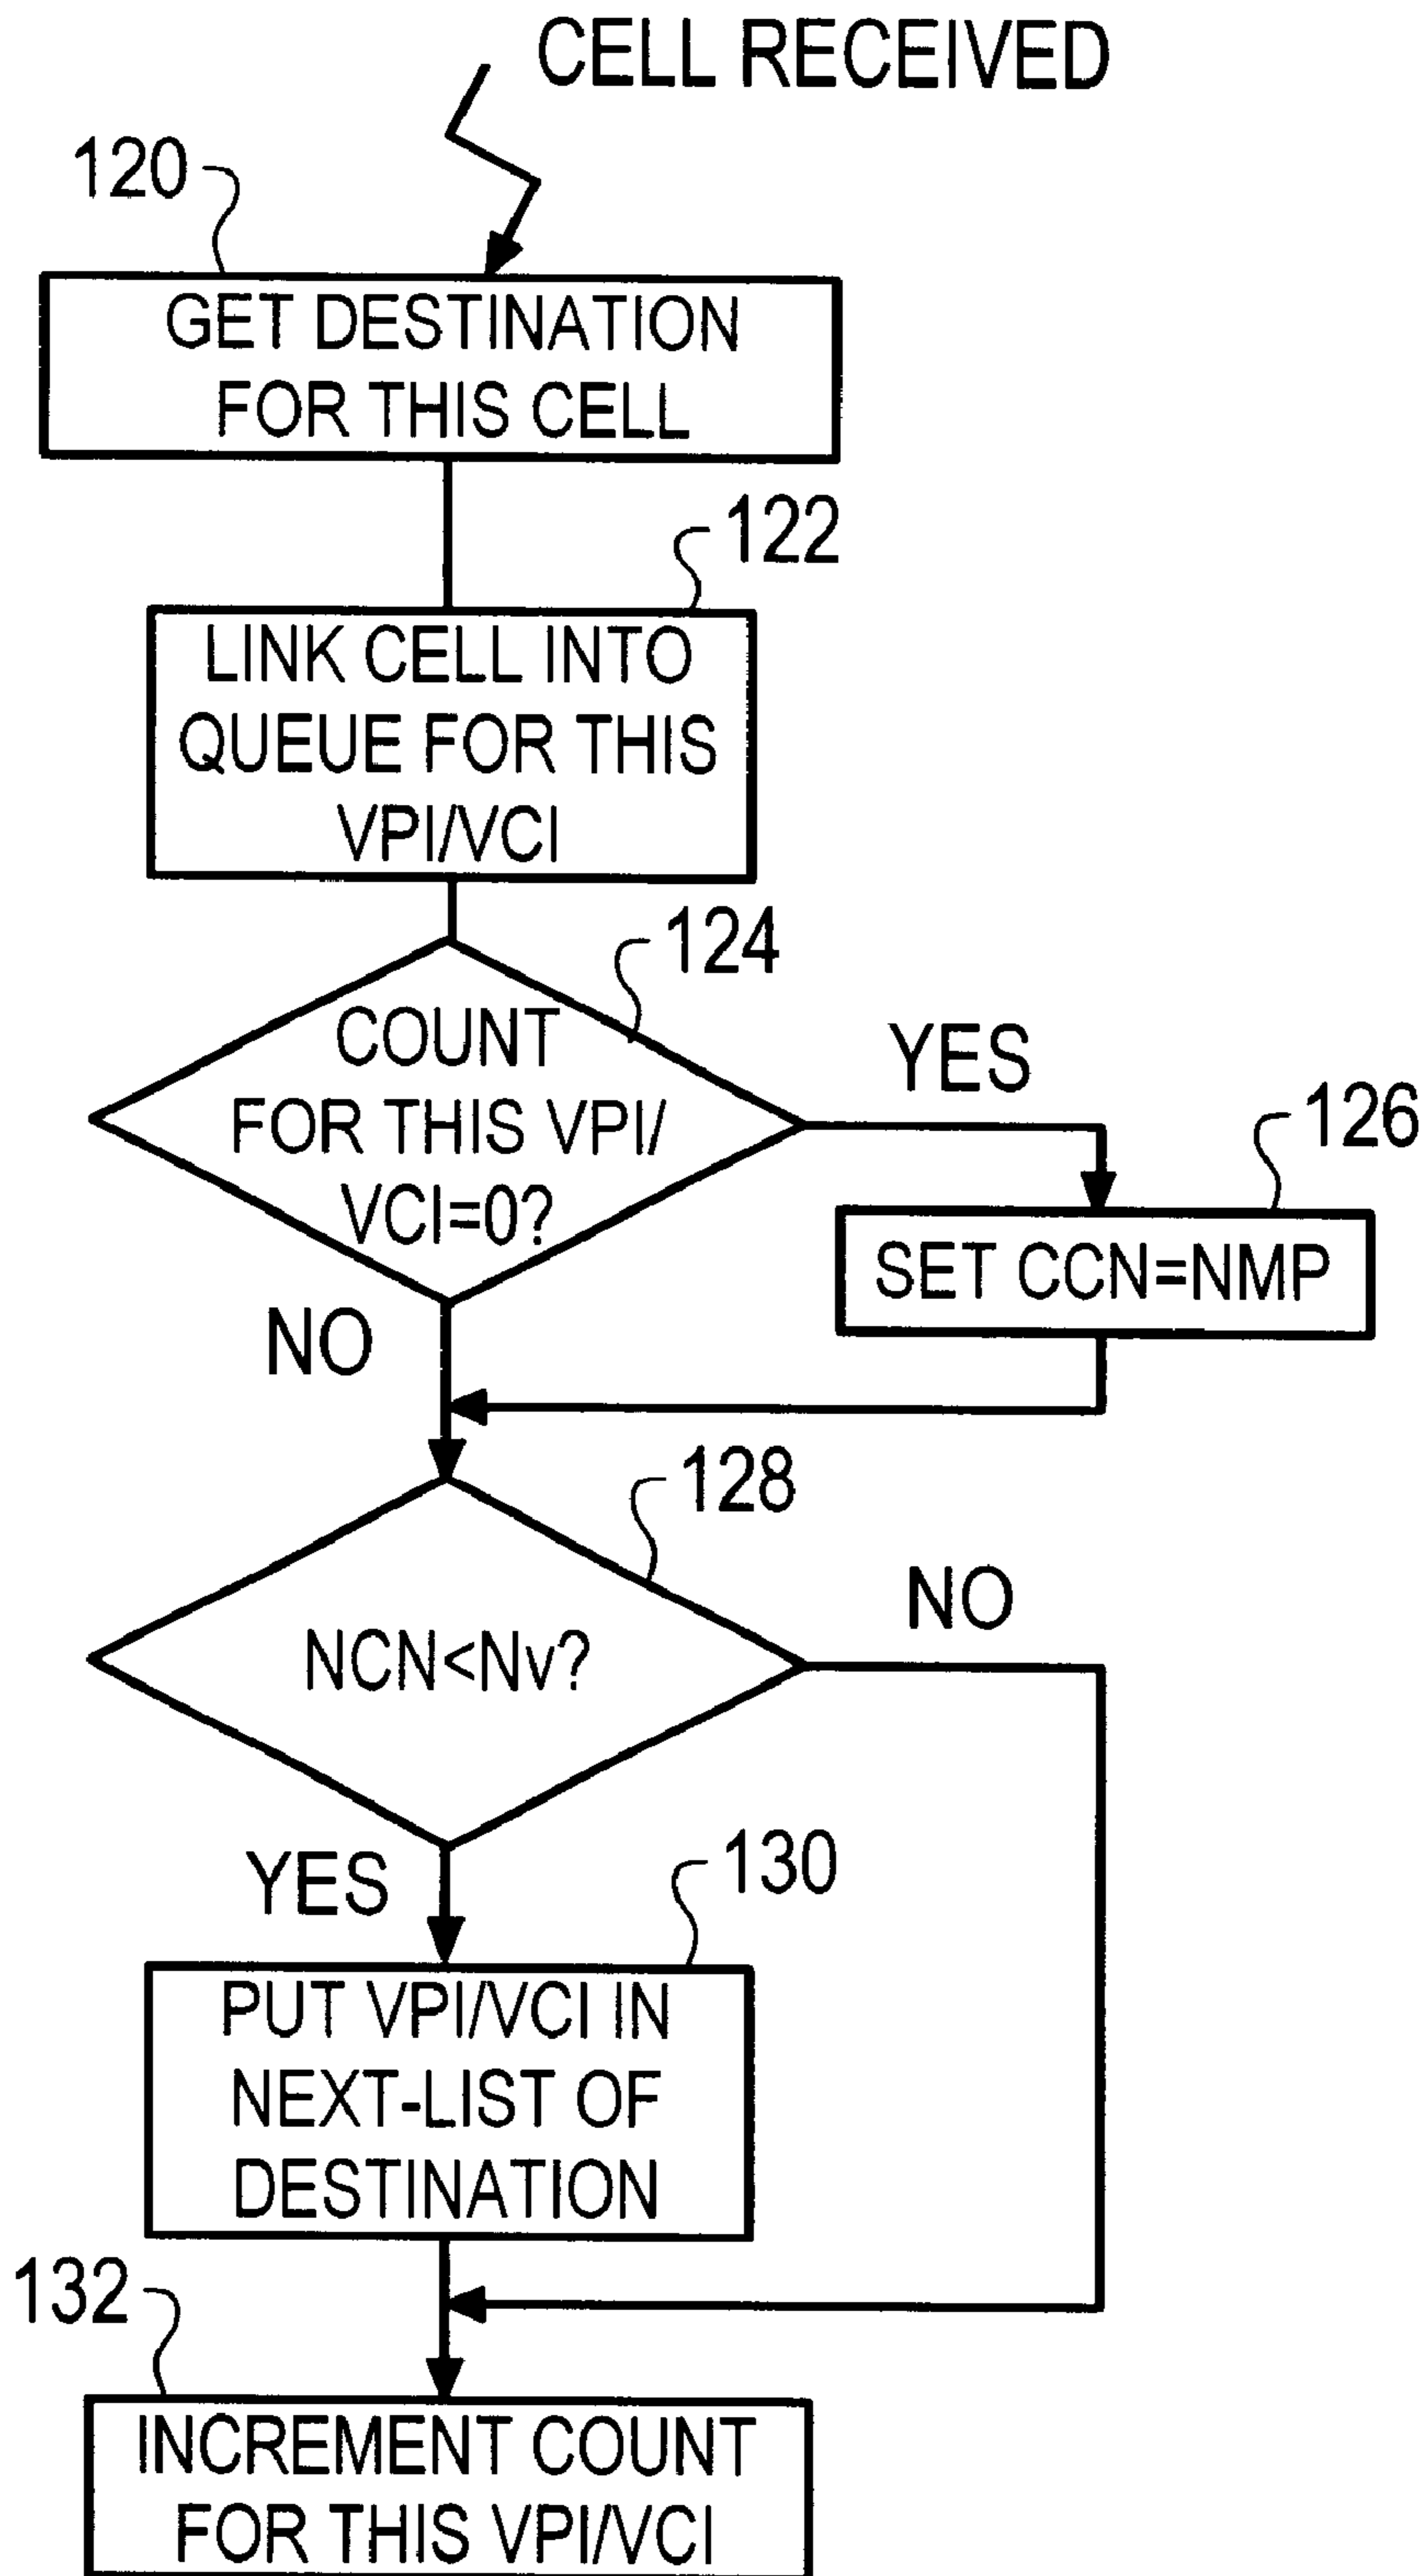 CELL RECEIVED
120
GET DESTINATION
FOR THIS CELL
122
LINK CELL INTO
QUEUE FOR THIS
VPI/VCI
124
COUNT
FOR THIS VPI/
VCI=0?
YES
126
SET CCN=NMP
NO
128
NCN<Nv?
NO
YES
130
PUT VPI/VCI IN
NEXT-LIST OF
DESTINATION
132
INCREMENT COUNT
FOR THIS VPI/VCI